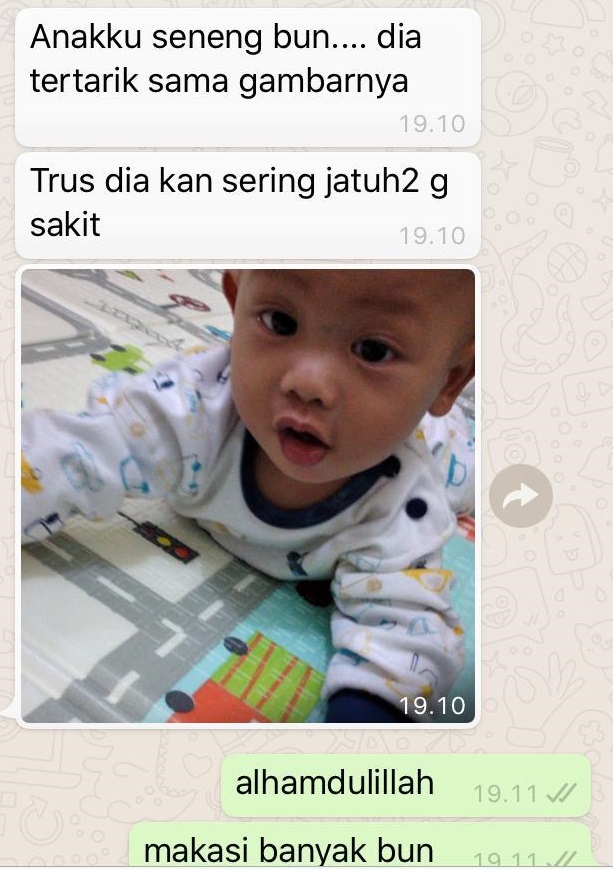 Anakku seneng bun.... dia
tertarik sama gambarnya
19.10
Trus dia kan sering jatuh2 g
sakit
19.10
19.10
alhamdulillah
19.11
makasi banyak bun
19.11